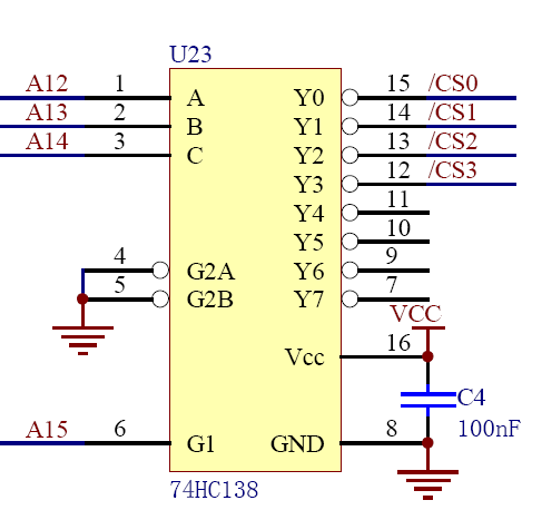 U23
A12 1 A Y0 15 /CS0
A13 2 B Y1 14 /CS1
A14 3 C Y2 13 /CS2
Y3 12 /CS3
Y4 11
Y5 10
4 G2A Y6 9
5 G2B Y7 7
VCC
Vcc 16
C4
100nF
A15 6 G1 GND 8
74HC138